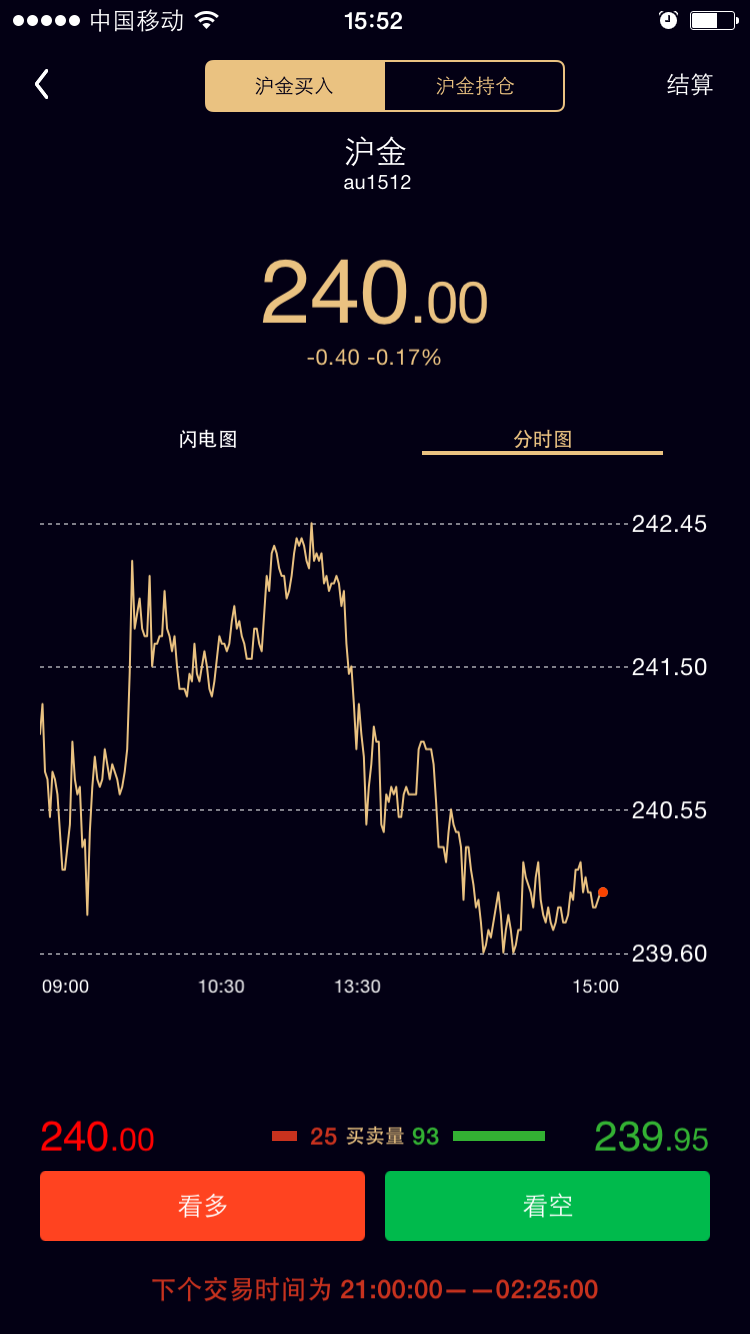 中国移动 15:52
沪金买入 沪金持仓 结算
沪金
au1512
240.00
-0.40 -0.17%
闪电图 分时图
242.45
241.50
240.55
239.60
09:00 10:30 13:30 15:00
240.00 25 买卖量 93 239.95
看多 看空
下个交易时间为 21:00:00——02:25:00